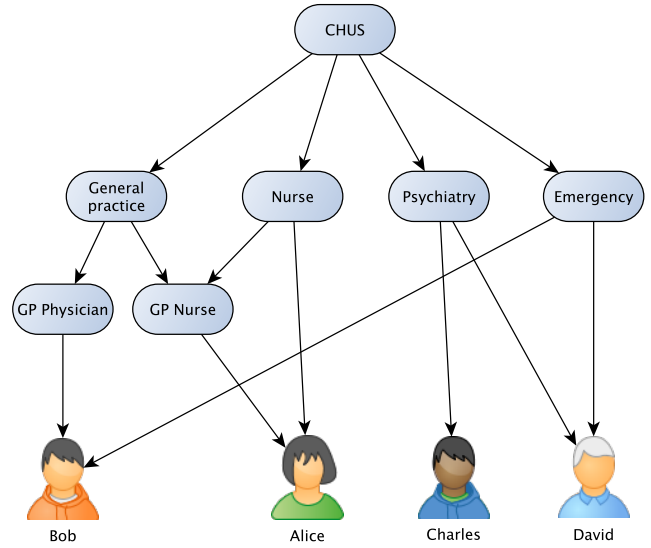 CHUS
General
practice
Nurse
Psychiatry
Emergency
GP Physician
GP Nurse
Bob
Alice
Charles
David